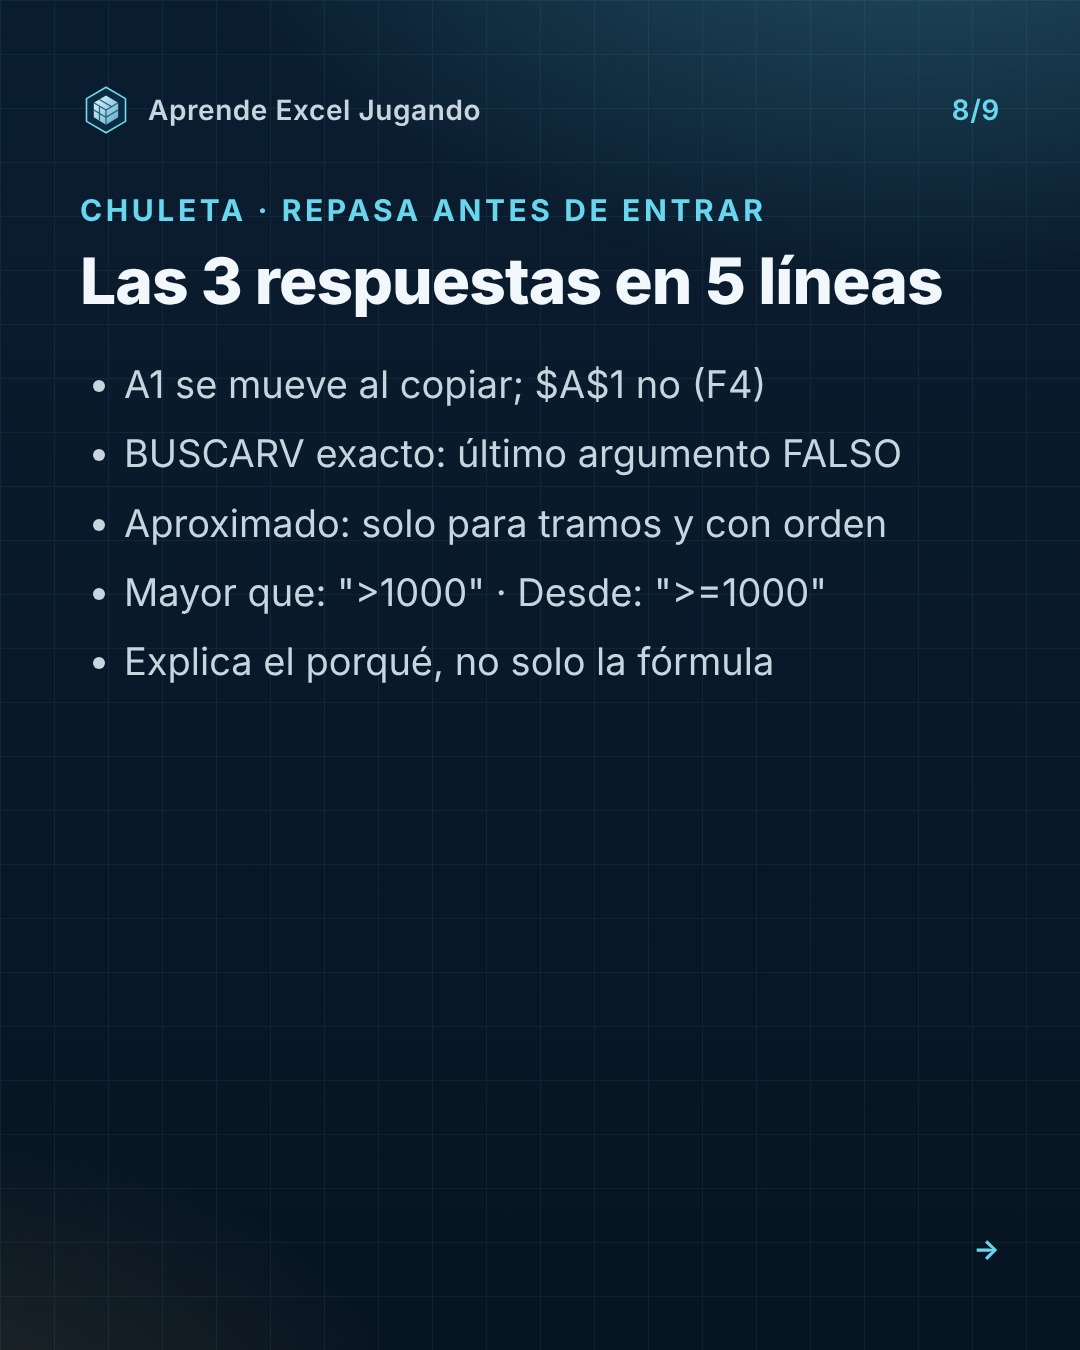 Aprende Excel Jugando
8/9
CHULETA · REPASA ANTES DE ENTRAR
Las 3 respuestas en 5 líneas
• A1 se mueve al copiar; $A$1 no (F4)
• BUSCARV exacto: último argumento FALSO
• Aproximado: solo para tramos y con orden
• Mayor que: ">1000" · Desde: ">=1000"
• Explica el porqué, no solo la fórmula
→